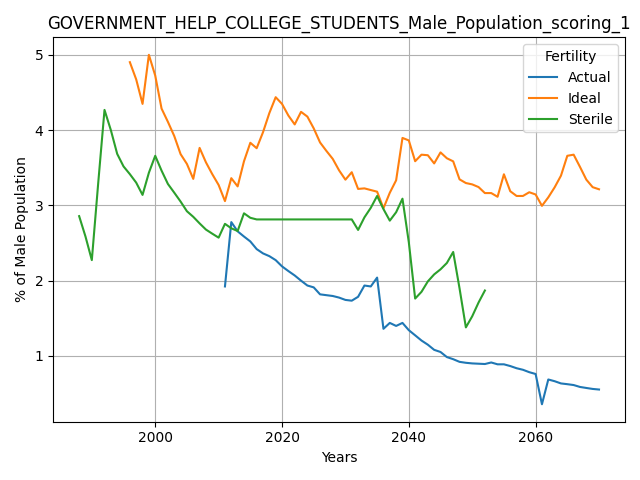 GOVERNMENT_HELP_COLLEGE_STUDENTS_Male_Population_scoring_1
Fertility
Actual
Ideal
Sterile
5
4
3
2
1
% of Male Population
2000
2020
2040
2060
Years